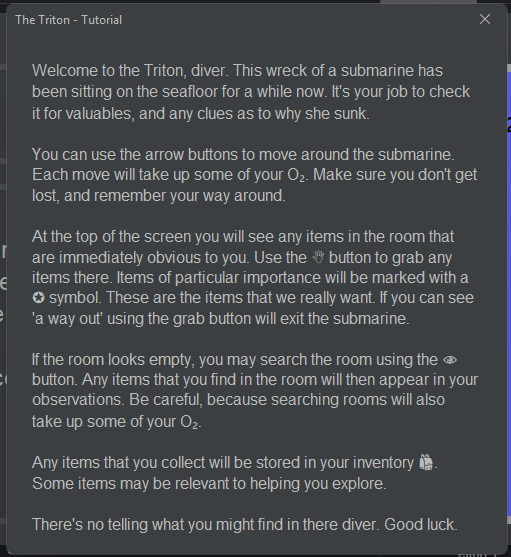 The Triton - Tutorial
Welcome to the Triton, diver. This wreck of a submarine has
been sitting on the seafloor for a while now. It's your job to check
it for valuables, and any clues as to why she sunk.
You can use the arrow buttons to move around the submarine.
Each move will take up some of your O₂. Make sure you don't get
lost, and remember your way around.
At the top of the screen you will see any items in the room that
are immediately obvious to you. Use the 🖑 button to grab any
items there. Items of particular importance will be marked with a
✪ symbol. These are the items that we really want. If you can see
'a way out' using the grab button will exit the submarine.
If the room looks empty, you may search the room using the 👁
button. Any items that you find in the room will then appear in your
observations. Be careful, because searching rooms will also
take up some of your O₂.
Any items that you collect will be stored in your inventory 🎒.
Some items may be relevant to helping you explore.
There's no telling what you might find in there diver. Good luck.